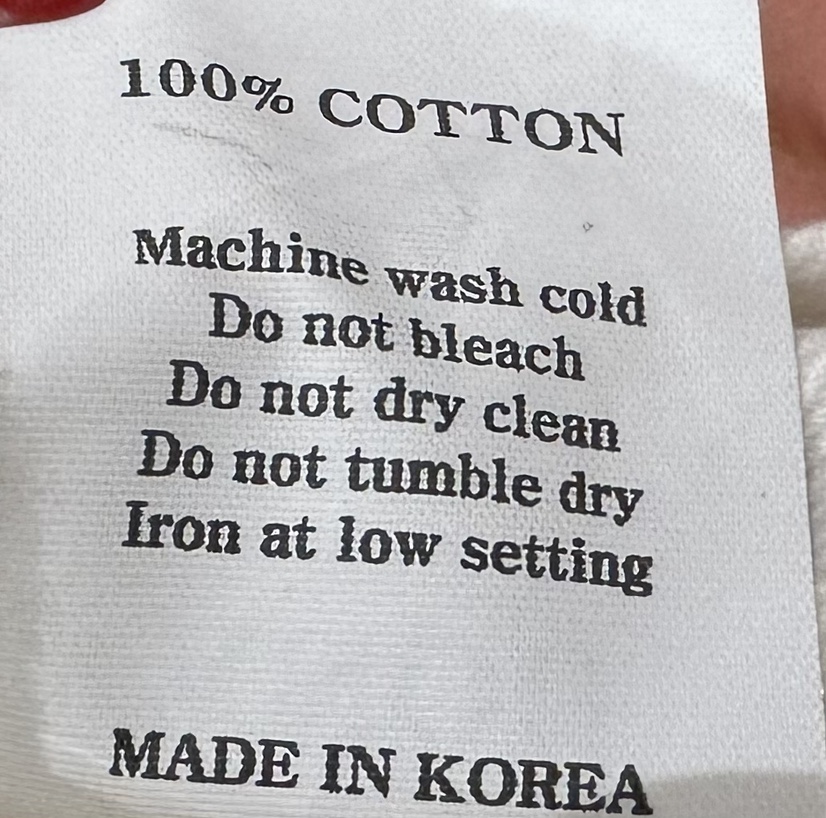 100% COTTON
Machine wash cold
Do not bleach
Do not dry clean
Do not tumble dry
Iron at low setting
MADE IN KOREA